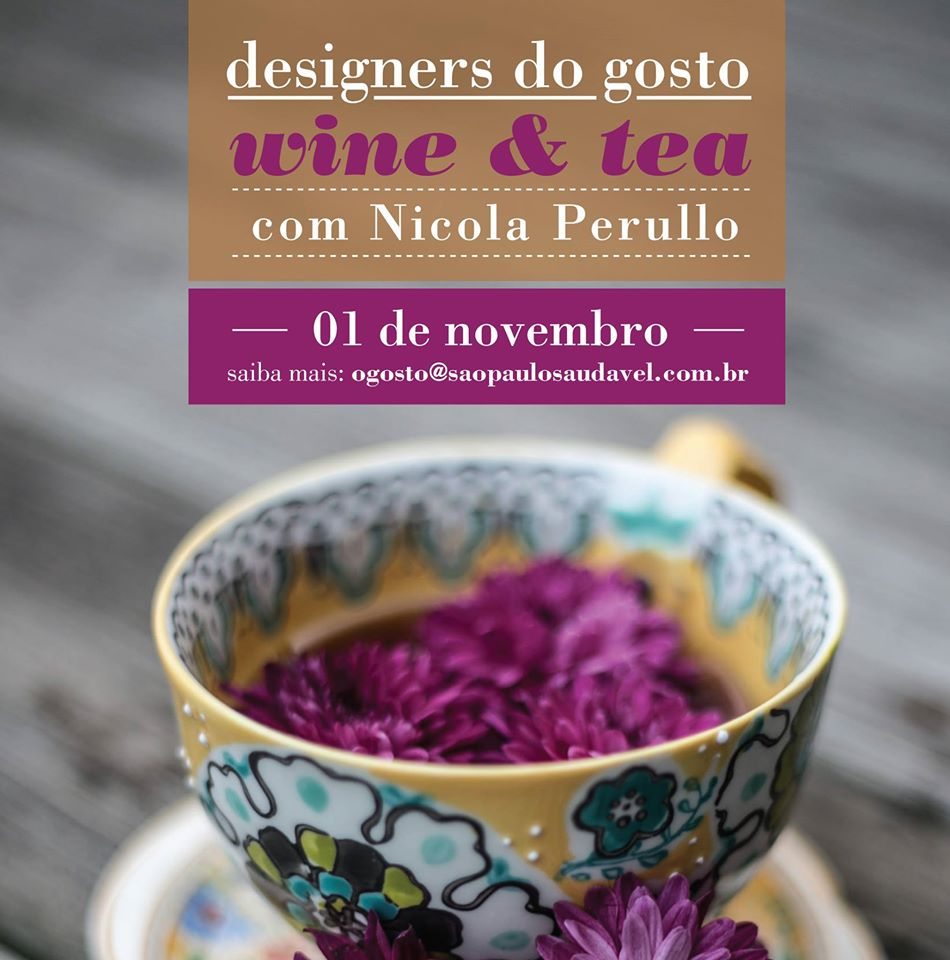 designers do gosto
wine & tea
com Nicola Perullo
01 de novembro
saiba mais: ogosto@saopaulosaudavel.com.br